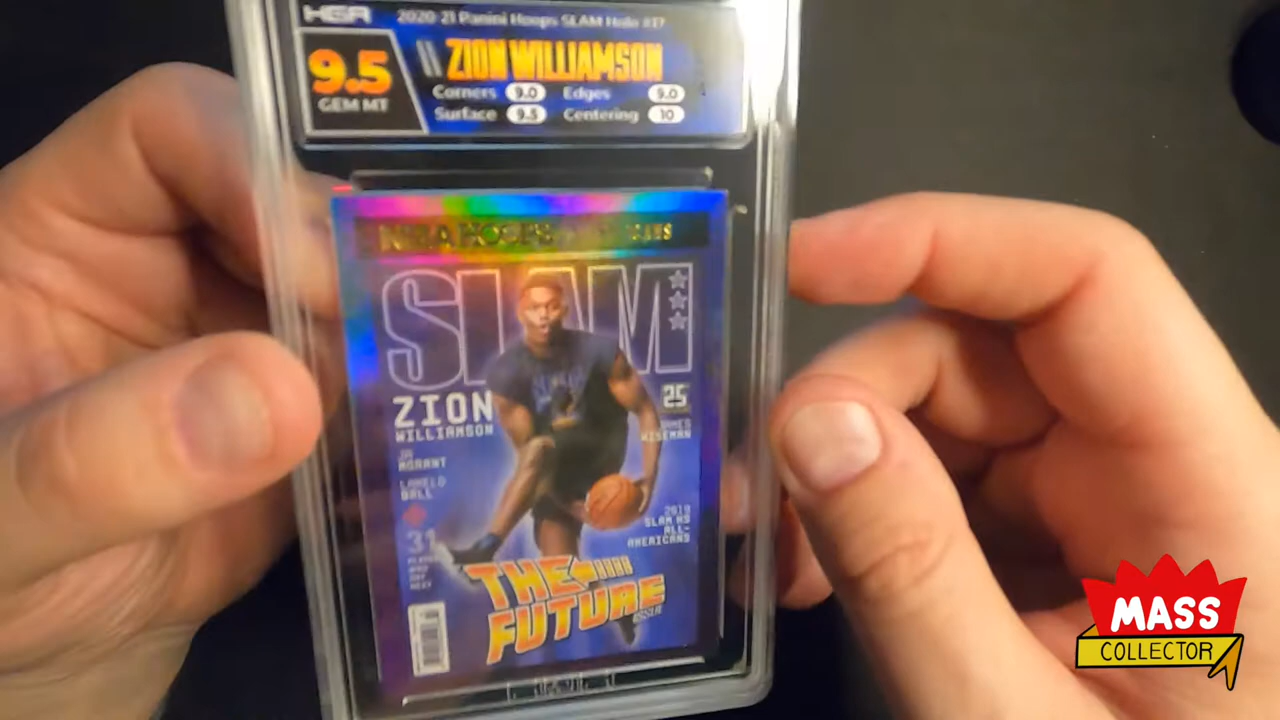 HGA 2020-21 Panini Hoops SLAM Holo #17
9.5
GEM MT
ZION WILLIAMSON
Corners 9.0 Edges 9.0
Surface 9.5 Centering 10
NBA HOOPS
SLAM
ZION
WILLIAMSON
25
JAMES
WISEMAN
JA
MORANT
LAMELO
BALL
31
2019
SLAM HS
ALL-
AMERICANS
THE
FUTURE
ISSUE
MASS
COLLECTOR